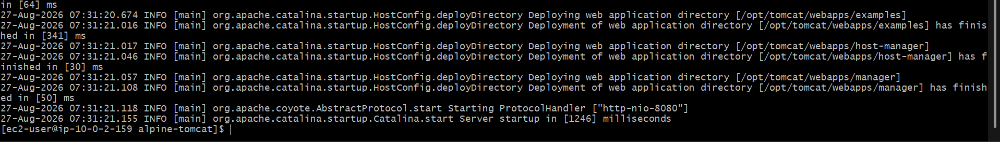 in [64] ms
27-Aug-2026 07:31:20.674 INFO [main] org.apache.catalina.startup.HostConfig.deployDirectory Deploying web application directory [/opt/tomcat/webapps/examples]
27-Aug-2026 07:31:21.016 INFO [main] org.apache.catalina.startup.HostConfig.deployDirectory Deployment of web application directory [/opt/tomcat/webapps/examples] has finis
hed in [341] ms
27-Aug-2026 07:31:21.017 INFO [main] org.apache.catalina.startup.HostConfig.deployDirectory Deploying web application directory [/opt/tomcat/webapps/host-manager]
27-Aug-2026 07:31:21.046 INFO [main] org.apache.catalina.startup.HostConfig.deployDirectory Deployment of web application directory [/opt/tomcat/webapps/host-manager] has f
inished in [30] ms
27-Aug-2026 07:31:21.057 INFO [main] org.apache.catalina.startup.HostConfig.deployDirectory Deploying web application directory [/opt/tomcat/webapps/manager]
27-Aug-2026 07:31:21.108 INFO [main] org.apache.catalina.startup.HostConfig.deployDirectory Deployment of web application directory [/opt/tomcat/webapps/manager] has finish
ed in [50] ms
27-Aug-2026 07:31:21.118 INFO [main] org.apache.coyote.AbstractProtocol.start Starting ProtocolHandler ["http-nio-8080"]
27-Aug-2026 07:31:21.155 INFO [main] org.apache.catalina.startup.Catalina.start Server startup in [1246] milliseconds
[ec2-user@ip-10-0-2-159 alpine-tomcat]$